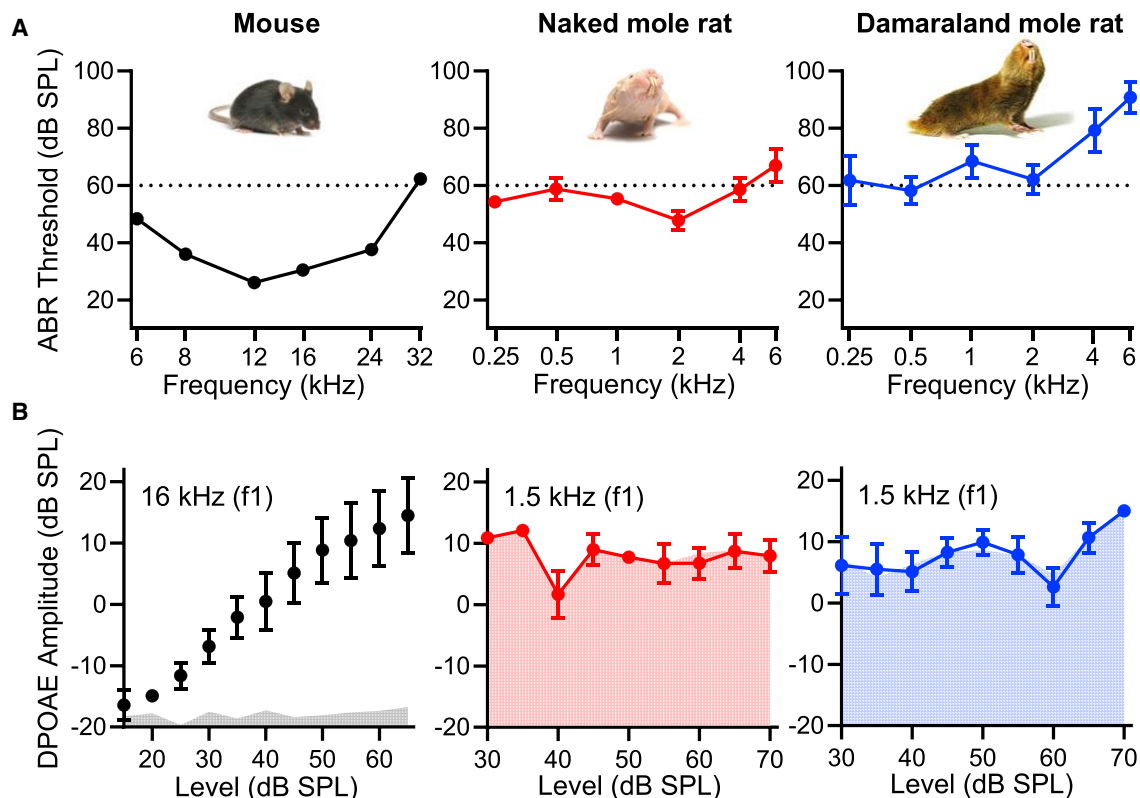 A
Mouse
Naked mole rat
Damaraland mole rat
ABR Threshold (dB SPL)
100
80
60
40
20
6 8 12 16 24 32
Frequency (kHz)
100
80
60
40
20
0.25 0.5 1 2 4 6
Frequency (kHz)
100
80
60
40
20
0.25 0.5 1 2 4 6
Frequency (kHz)
B
DPOAE Amplitude (dB SPL)
16 kHz (f1)
20
10
0
-10
-20
20 30 40 50 60
Level (dB SPL)
1.5 kHz (f1)
20
10
0
-10
-20
30 40 50 60 70
Level (dB SPL)
1.5 kHz (f1)
20
10
0
-10
-20
30 40 50 60 70
Level (dB SPL)